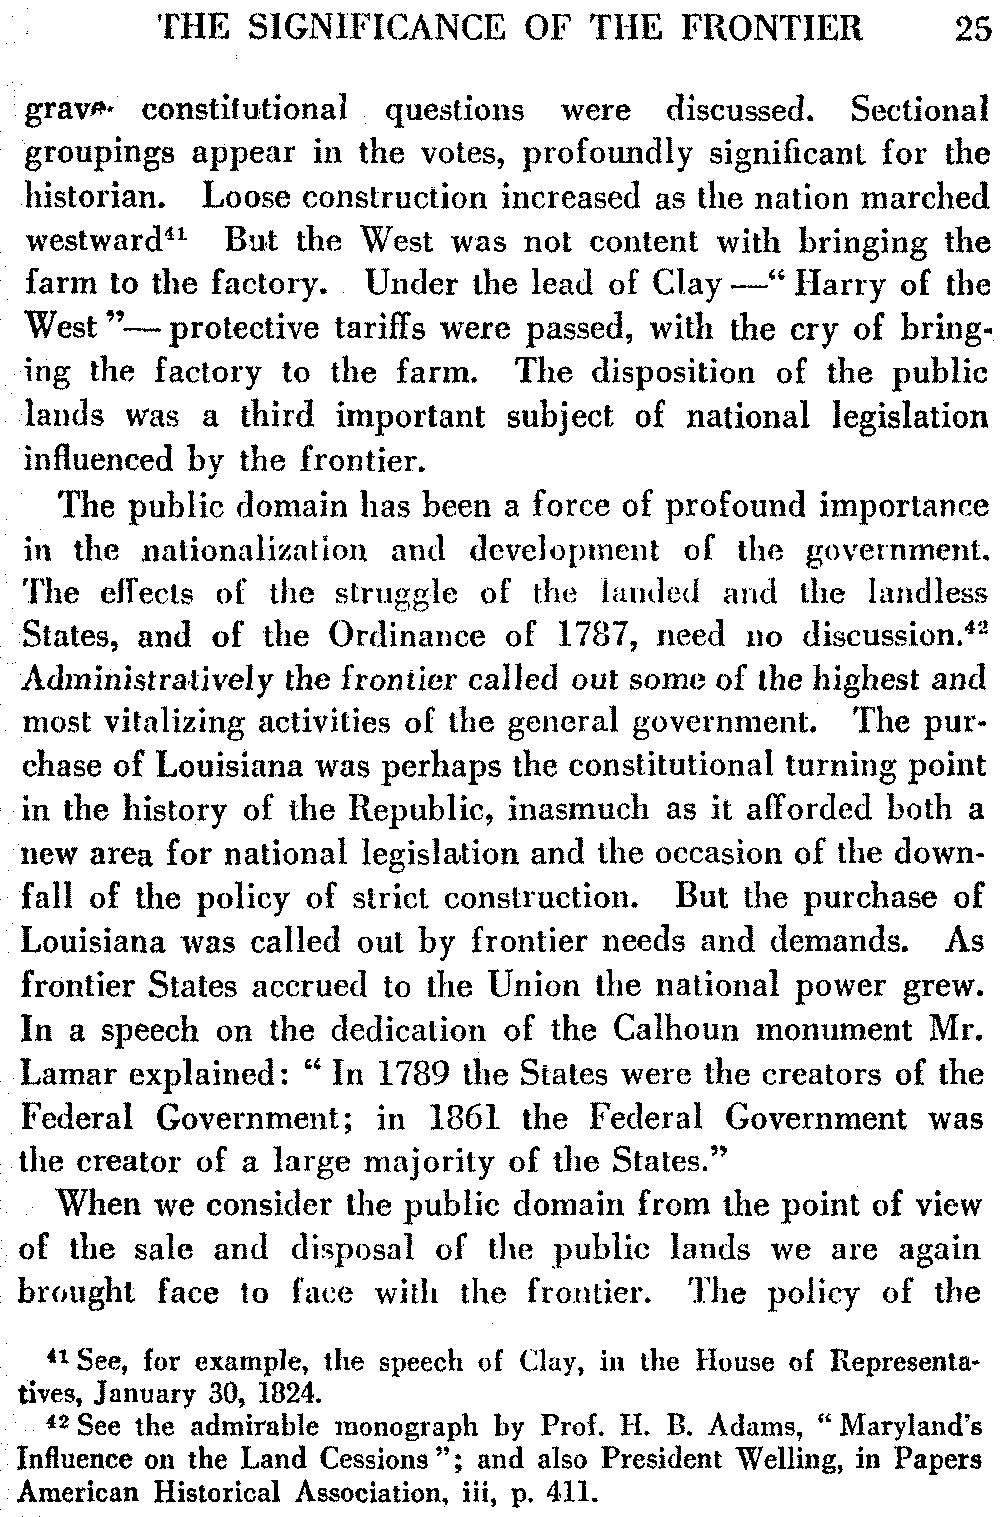 THE SIGNIFICANCE OF THE FRONTIER 25
grave constitutional questions were discussed. Sectional
groupings appear in the votes, profoundly significant for the
historian. Loose construction increased as the nation marched
westward⁴¹ But the West was not content with bringing the
farm to the factory. Under the lead of Clay —“ Harry of the
West ”— protective tariffs were passed, with the cry of bring-
ing the factory to the farm. The disposition of the public
lands was a third important subject of national legislation
influenced by the frontier.
The public domain has been a force of profound importance
in the nationalization and development of the government.
The effects of the struggle of the landed and the landless
States, and of the Ordinance of 1787, need no discussion.⁴²
Administratively the frontier called out some of the highest and
most vitalizing activities of the general government. The pur-
chase of Louisiana was perhaps the constitutional turning point
in the history of the Republic, inasmuch as it afforded both a
new area for national legislation and the occasion of the down-
fall of the policy of strict construction. But the purchase of
Louisiana was called out by frontier needs and demands. As
frontier States accrued to the Union the national power grew.
In a speech on the dedication of the Calhoun monument Mr.
Lamar explained: “ In 1789 the States were the creators of the
Federal Government; in 1861 the Federal Government was
the creator of a large majority of the States.”
When we consider the public domain from the point of view
of the sale and disposal of the public lands we are again
brought face to face with the frontier. The policy of the
⁴¹ See, for example, the speech of Clay, in the House of Representa-
tives, January 30, 1824.
⁴² See the admirable monograph by Prof. H. B. Adams, “ Maryland's
Influence on the Land Cessions ”; and also President Welling, in Papers
American Historical Association, iii, p. 411.